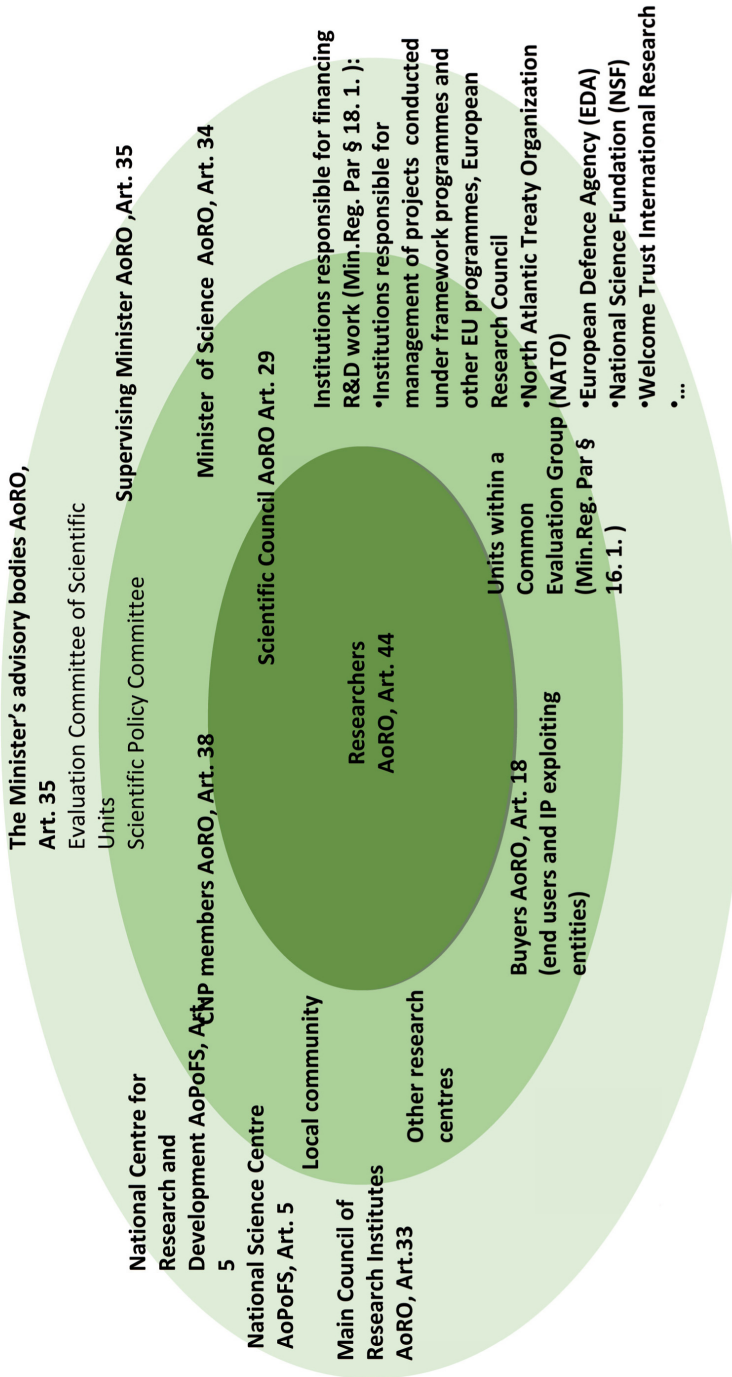 The Minister's advisory bodies AoRO,
Art. 35
Evaluation Committee of Scientific
Units
Scientific Policy Committee
Supervising Minister AoRO ,Art. 35
Minister of Science AoRO, Art. 34
National Centre for
Research and
Development AoPoFS, Art.
5
CNP members AoRO, Art. 38
Scientific Council AoRO Art. 29
National Science Centre
AoPoFS, Art. 5
Local community
Main Council of
Research Institutes
AoRO, Art.33
Other research
centres
Researchers
AoRO, Art. 44
Institutions responsible for financing
R&D work (Min.Reg. Par § 18. 1. ):
•Institutions responsible for
management of projects conducted
under framework programmes and
other EU programmes, European
Research Council
•North Atlantic Treaty Organization
(NATO)
•European Defence Agency (EDA)
•National Science Fundation (NSF)
•Welcome Trust International Research
•...
Units within a
Common
Evaluation Group
(Min.Reg. Par §
16. 1. )
Buyers AoRO, Art. 18
(end users and IP exploiting
entities)